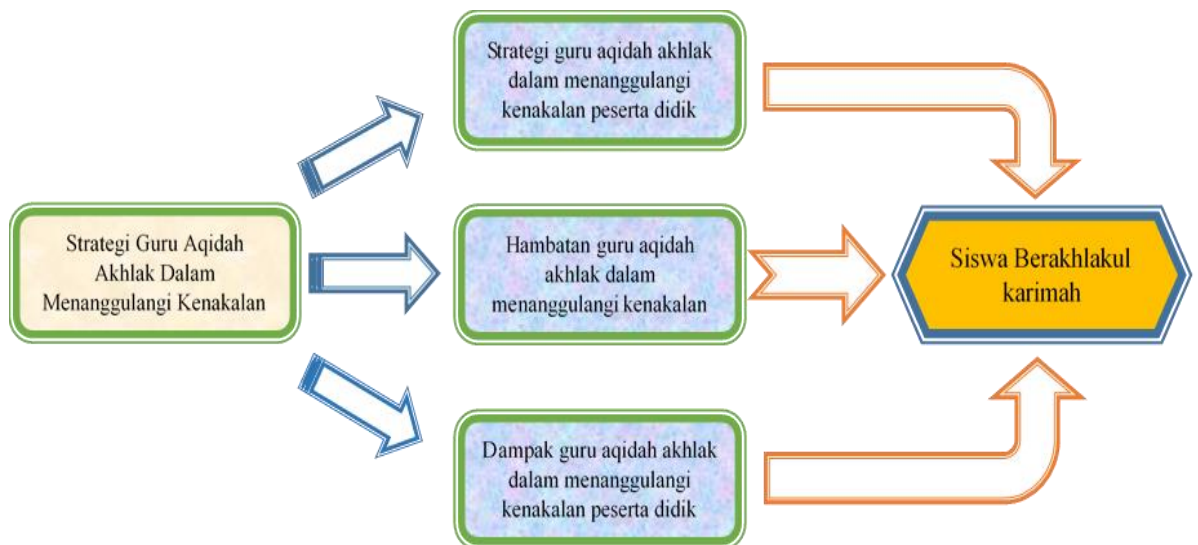 Strategi guru aqidah akhlak
dalam menanggulangi
kenakalan peserta didik
Strategi Guru Aqidah
Akhlak Dalam
Menanggulangi Kenakalan
Hambatan guru aqidah
akhlak dalam
menanggulangi kenakalan
Siswa Berakhlakul
karimah
Dampak guru aqidah akhlak
dalam menanggulangi
kenakalan peserta didik